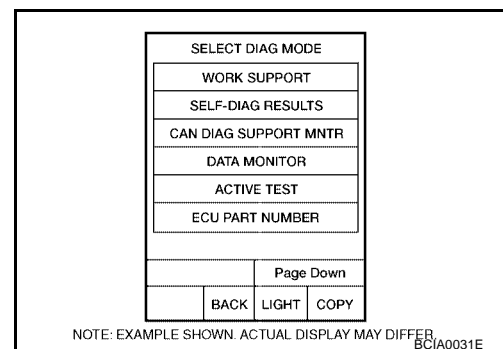 SELECT DIAG MODE
WORK SUPPORT
SELF-DIAG RESULTS
CAN DIAG SUPPORT MNTR
DATA MONITOR
ACTIVE TEST
ECU PART NUMBER
Page Down
BACK LIGHT COPY
NOTE: EXAMPLE SHOWN. ACTUAL DISPLAY MAY DIFFER.
BCIA0031E